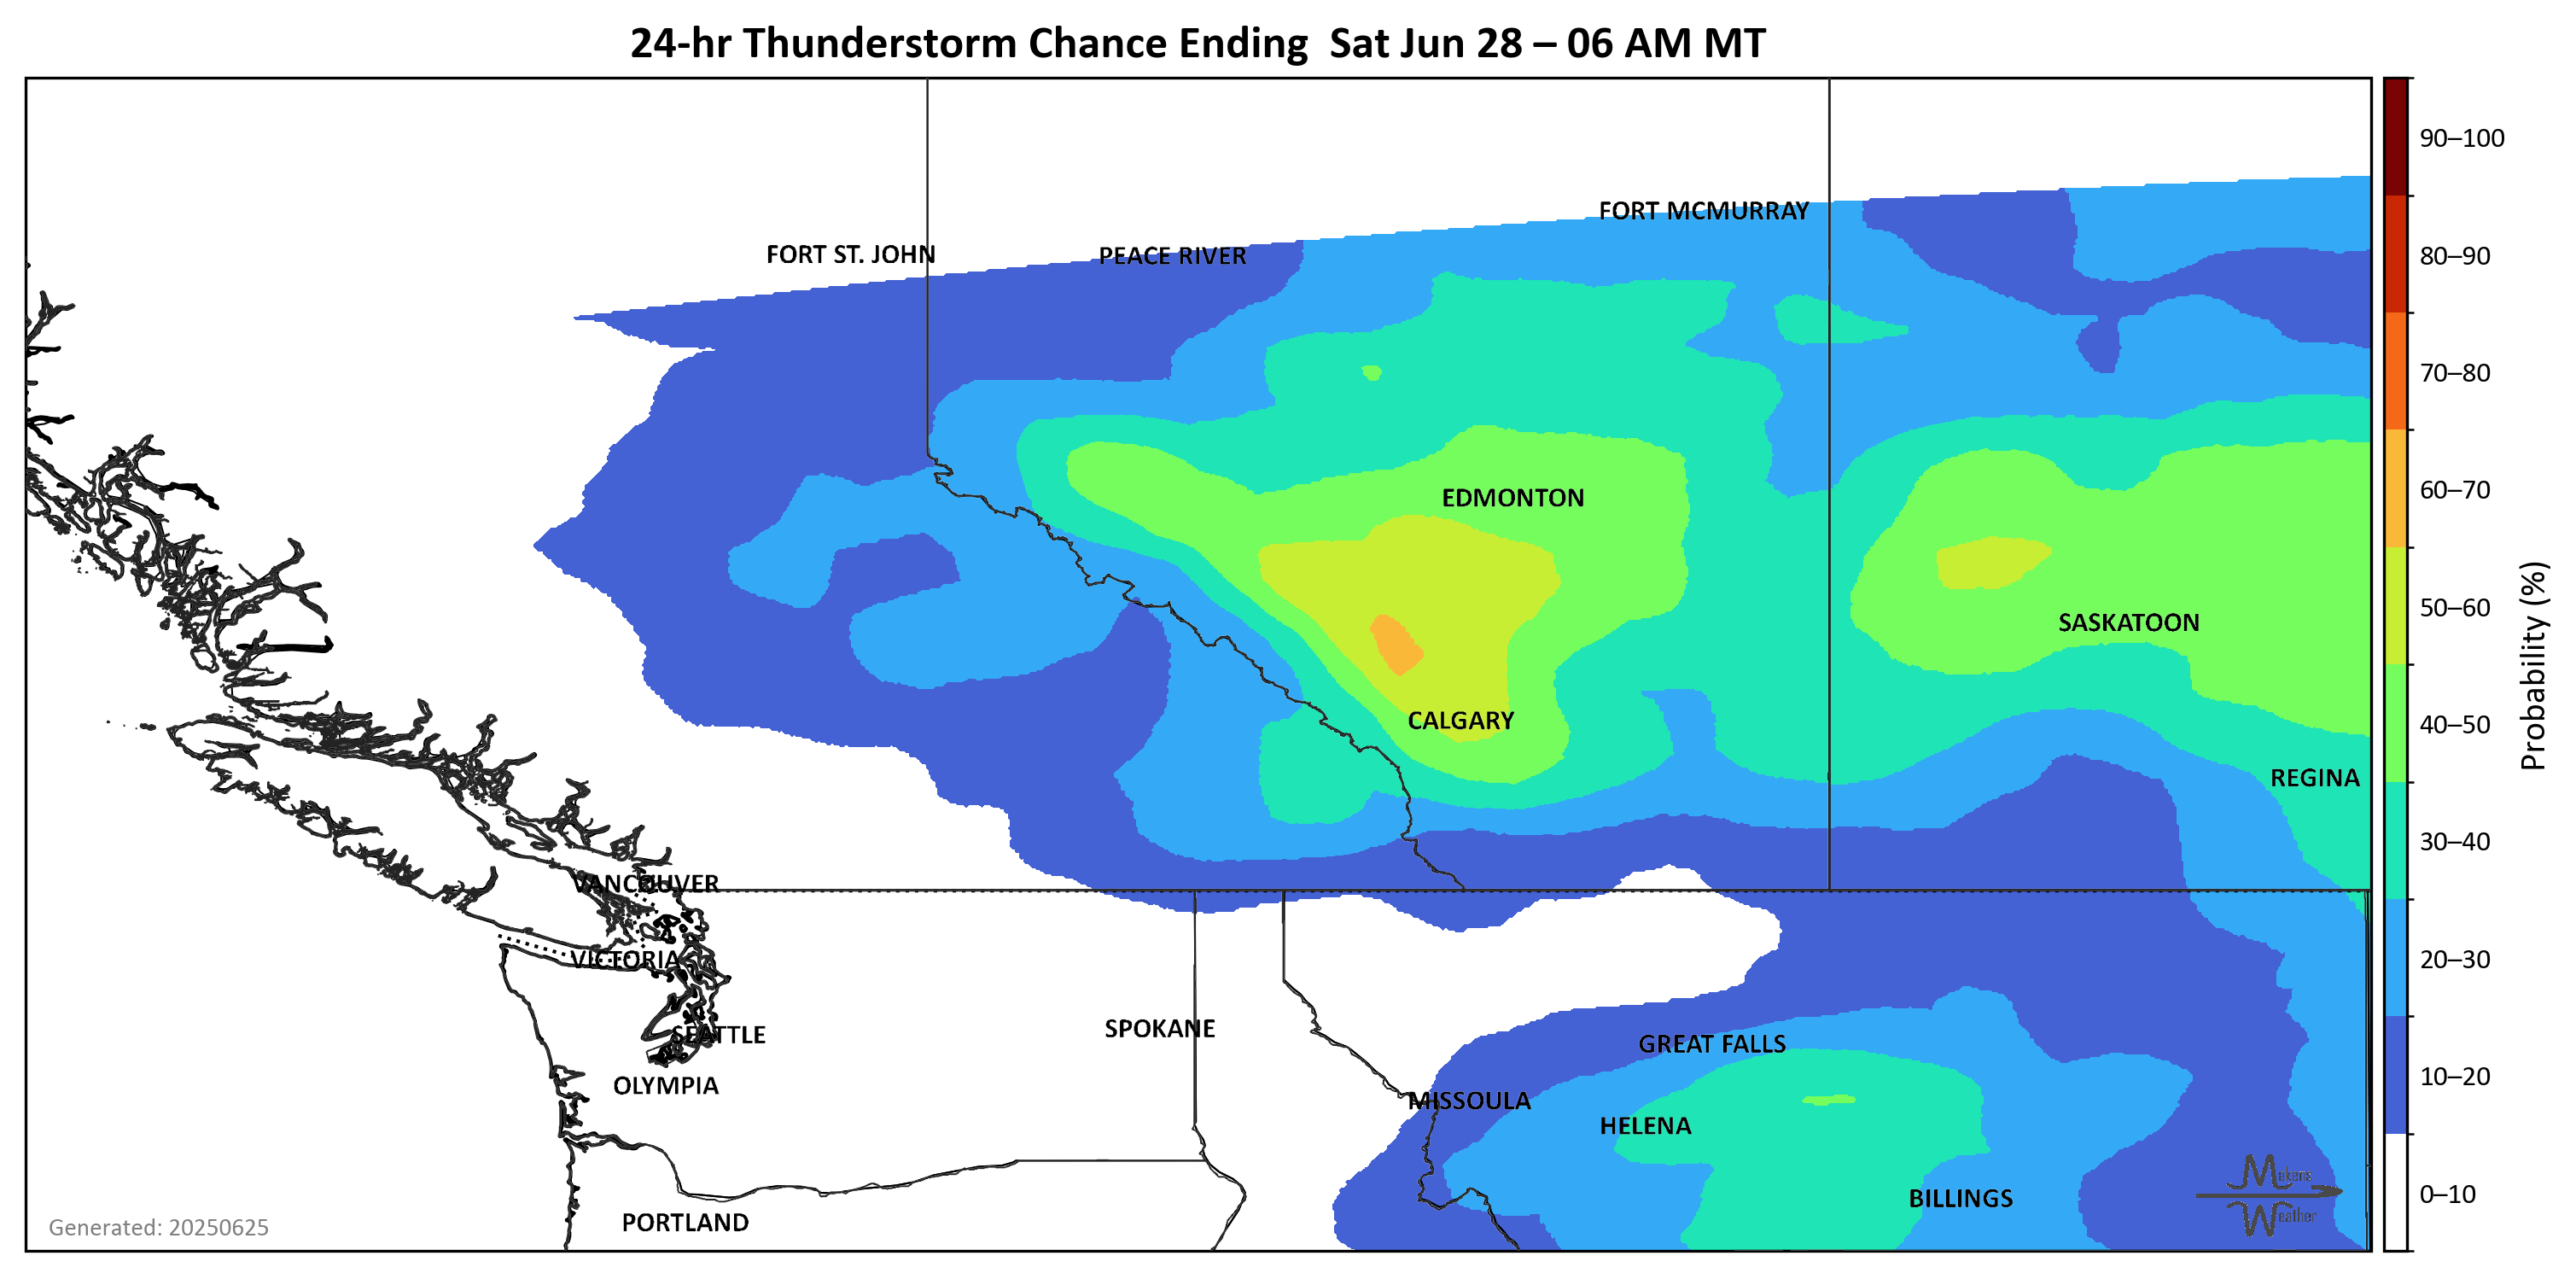 24-hr Thunderstorm Chance Ending  Sat Jun 28 – 06 AM MT
90–100
FORT MCMURRAY
FORT ST. JOHN
PEACE RIVER
80–90
70–80
EDMONTON
60–70
50–60
SASKATOON
Probability (%)
CALGARY
40–50
REGINA
30–40
VANCOUVER
VICTORIA
20–30
SPOKANE
SEATTLE
GREAT FALLS
OLYMPIA
10–20
MISSOULA
HELENA
Mekens
Weather
BILLINGS
0–10
PORTLAND
Generated: 20250625